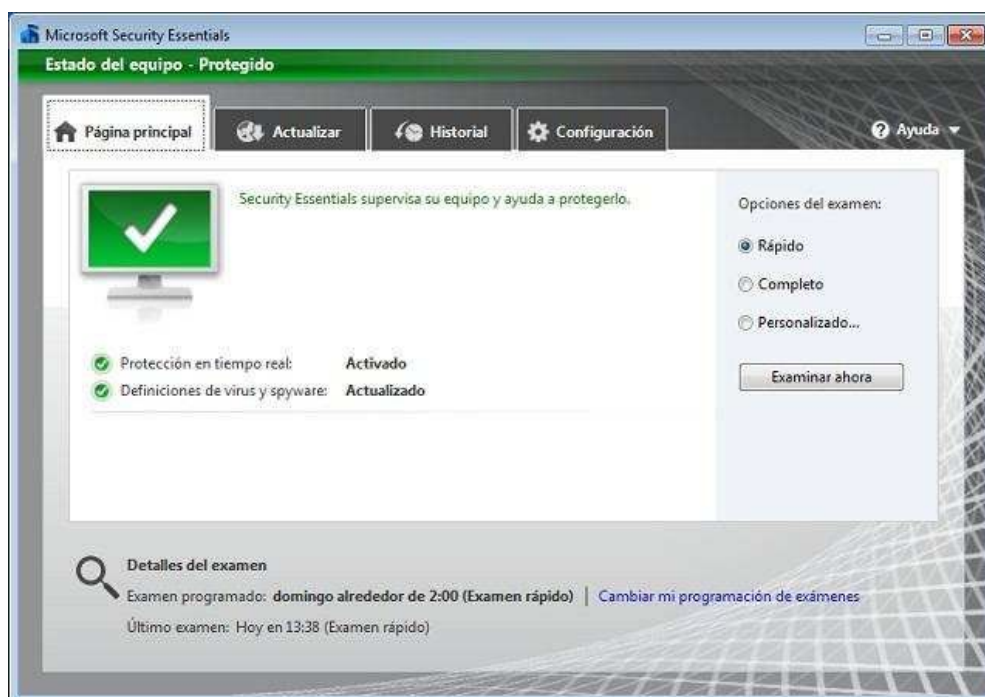 Microsoft Security Essentials
Estado del equipo - Protegido
Página principal
Actualizar
Historial
Configuración
Ayuda
Security Essentials supervisa su equipo y ayuda a protegerlo.
Opciones del examen:
Rápido
Completo
Personalizado...
Examinar ahora
Protección en tiempo real: Activado
Definiciones de virus y spyware: Actualizado
Detalles del examen
Examen programado: domingo alrededor de 2:00 (Examen rápido) | Cambiar mi programación de exámenes
Último examen: Hoy en 13:38 (Examen rápido)